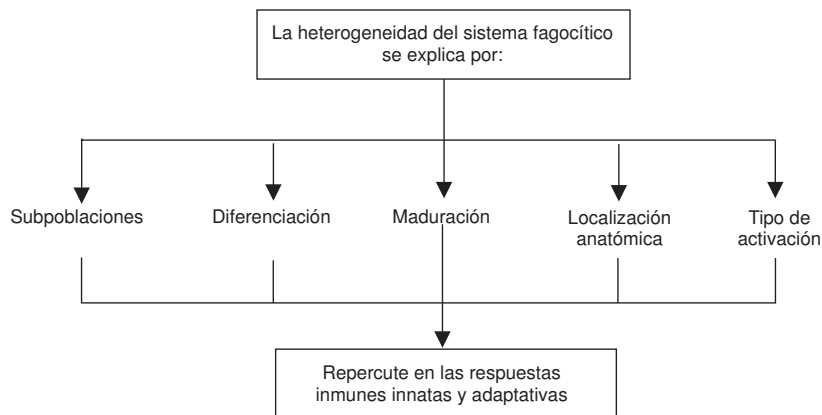 La heterogeneidad del sistema fagocítico
se explica por:
Subpoblaciones
Diferenciación
Maduración
Localización
anatómica
Tipo de
activación
Repercute en las respuestas
inmunes innatas y adaptativas